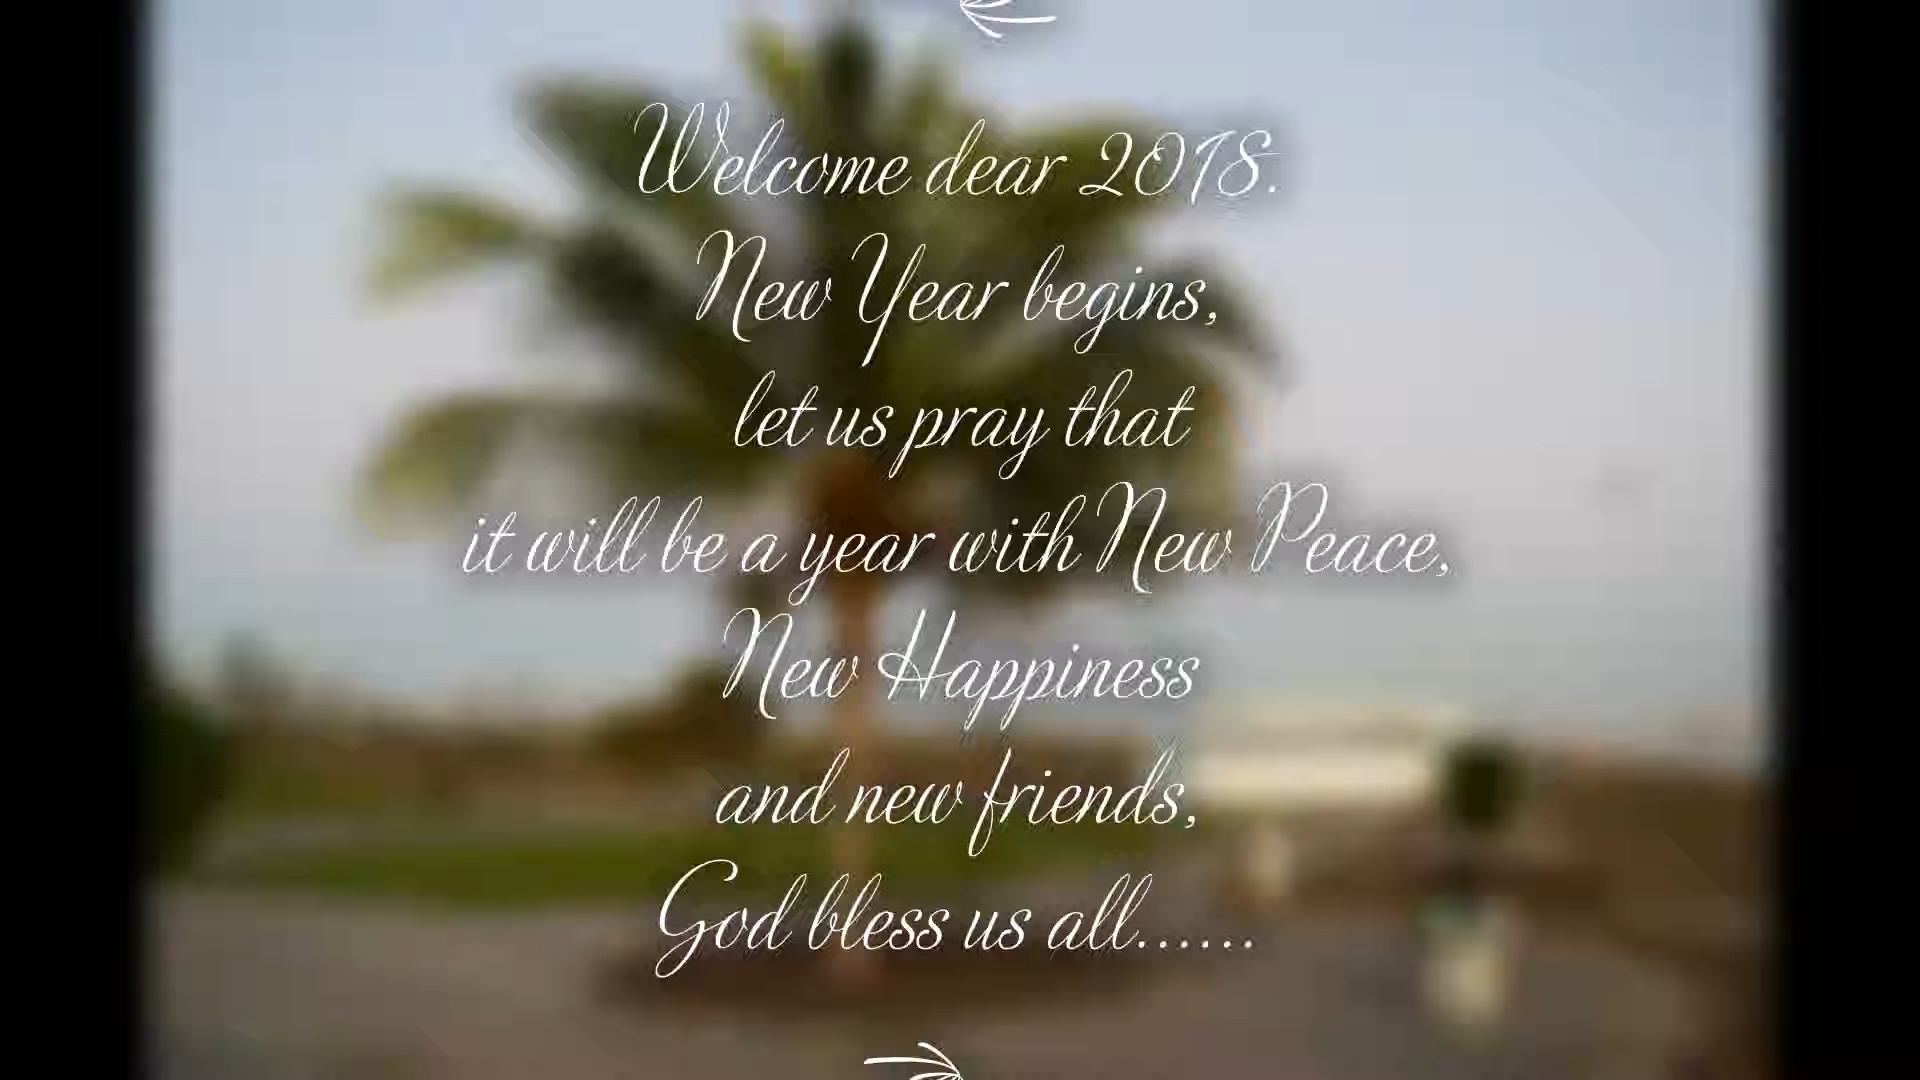 Welcome dear 2018.
New Year begins,
let us pray that
it will be a year with New Peace,
New Happiness
and new friends,
God bless us all......